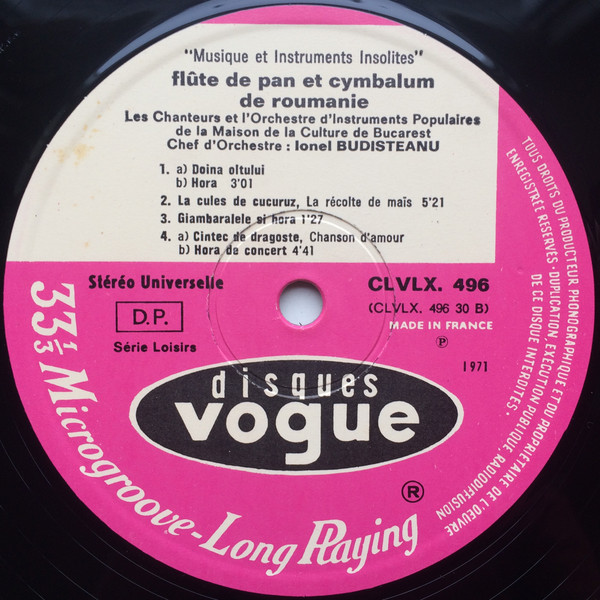 "Musique et Instruments Insolites"
flûte de pan et cymbalum
de roumanie
Les Chanteurs et l'Orchestre d'Instruments Populaires
de la Maison de la Culture de Bucarest
Chef d'Orchestre : Ionel BUDISTEANU
1. a) Doina oltului
b) Hora 3'01
2. La cules de cucuruz, La récolte de maïs 5'21
3. Giambaralele si hora 1'27
4. a) Cintec de dragoste, Chanson d'amour
b) Hora de concert 4'41
Stéréo Universelle
D.P.
Série Loisirs
CLVLX. 496
(CLVLX. 496 30 B)
MADE IN FRANCE
℗
1971
disques
vogue
®
33 1/3 Microgroove - Long Playing
TOUS DROITS DU PRODUCTEUR PHONOGRAPHIQUE ET DU PROPRIÉTAIRE DE L'OEUVRE
ENREGISTRÉE RÉSERVÉS - DUPLICATION, EXÉCUTION PUBLIQUE, RADIODIFFUSION
DE CE DISQUE INTERDITES.